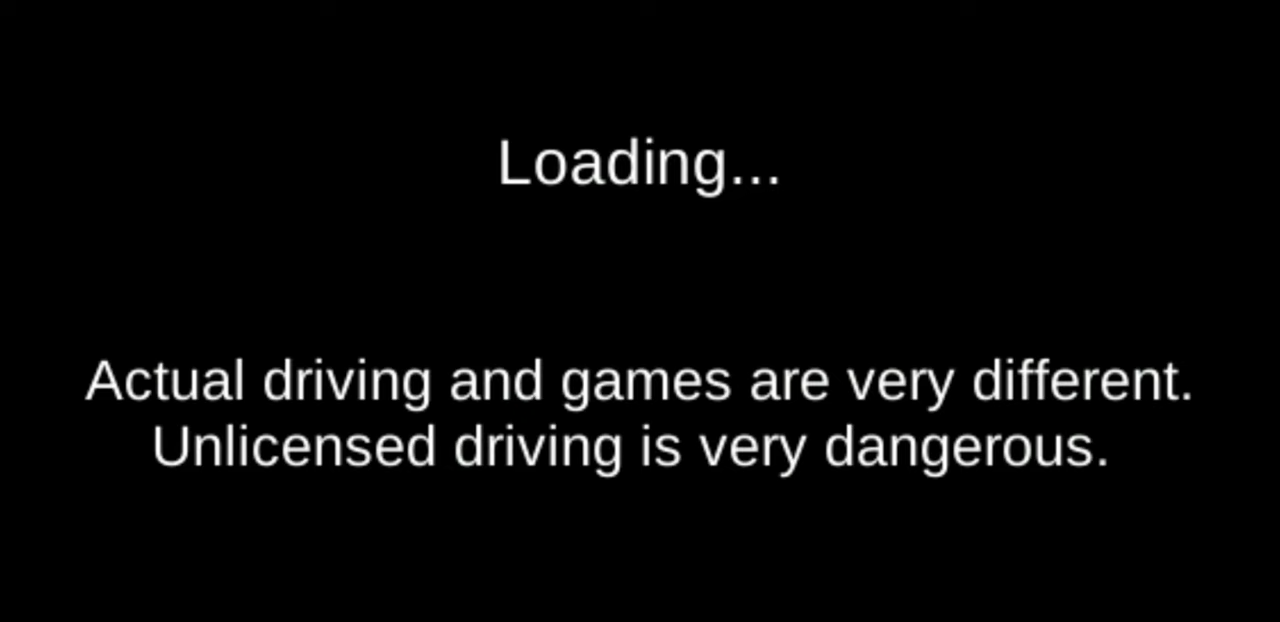 Loading...
Actual driving and games are very different.
Unlicensed driving is very dangerous.